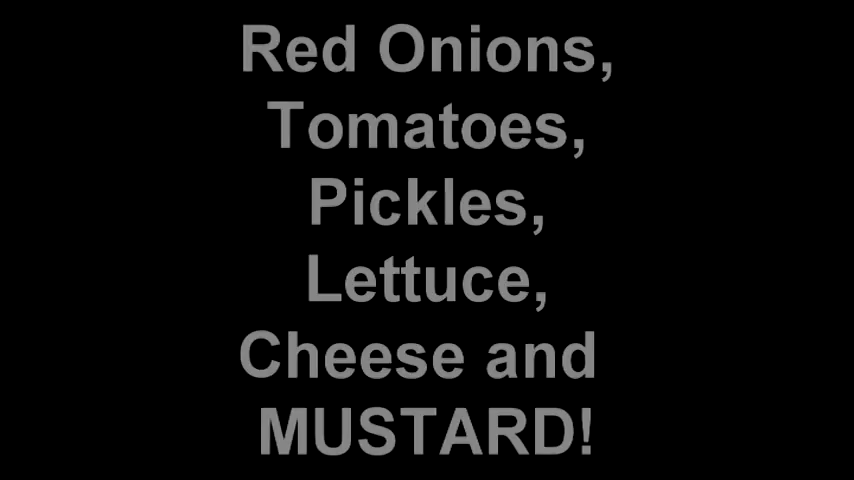 Red Onions,
Tomatoes,
Pickles,
Lettuce,
Cheese and
MUSTARD!